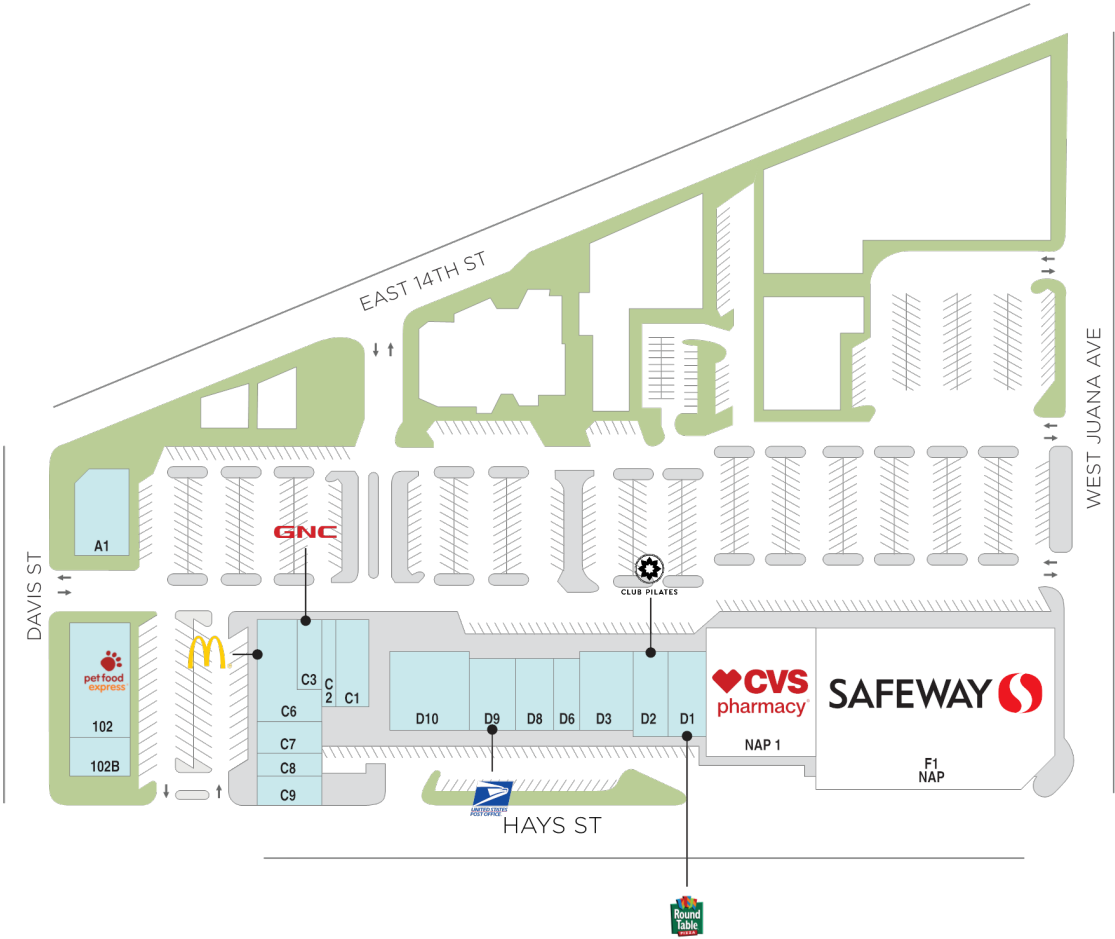 EAST 14TH ST
WEST JUANA AVE
DAVIS ST
A1
GNC
CLUB PILATES
petfood
express
102
102B
C3
C
2
C1
C6
C7
C8
C9
D10
D9
D8
D6
D3
D2
D1
CVS
pharmacy
NAP 1
SAFEWAY
F1
NAP
UNITED STATES
POST OFFICE
HAYS ST
Round
Table
PIZZA